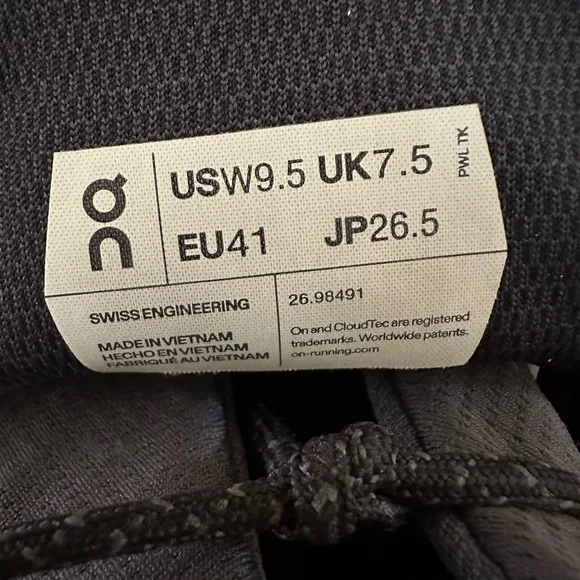 On
USW9.5 UK7.5
EU41 JP26.5
PWL TK
SWISS ENGINEERING
MADE IN VIETNAM
HECHO EN VIETNAM
FABRIQUÉ AU VIETNAM
26.98491
On and CloudTec are registered
trademarks. Worldwide patents.
on-running.com